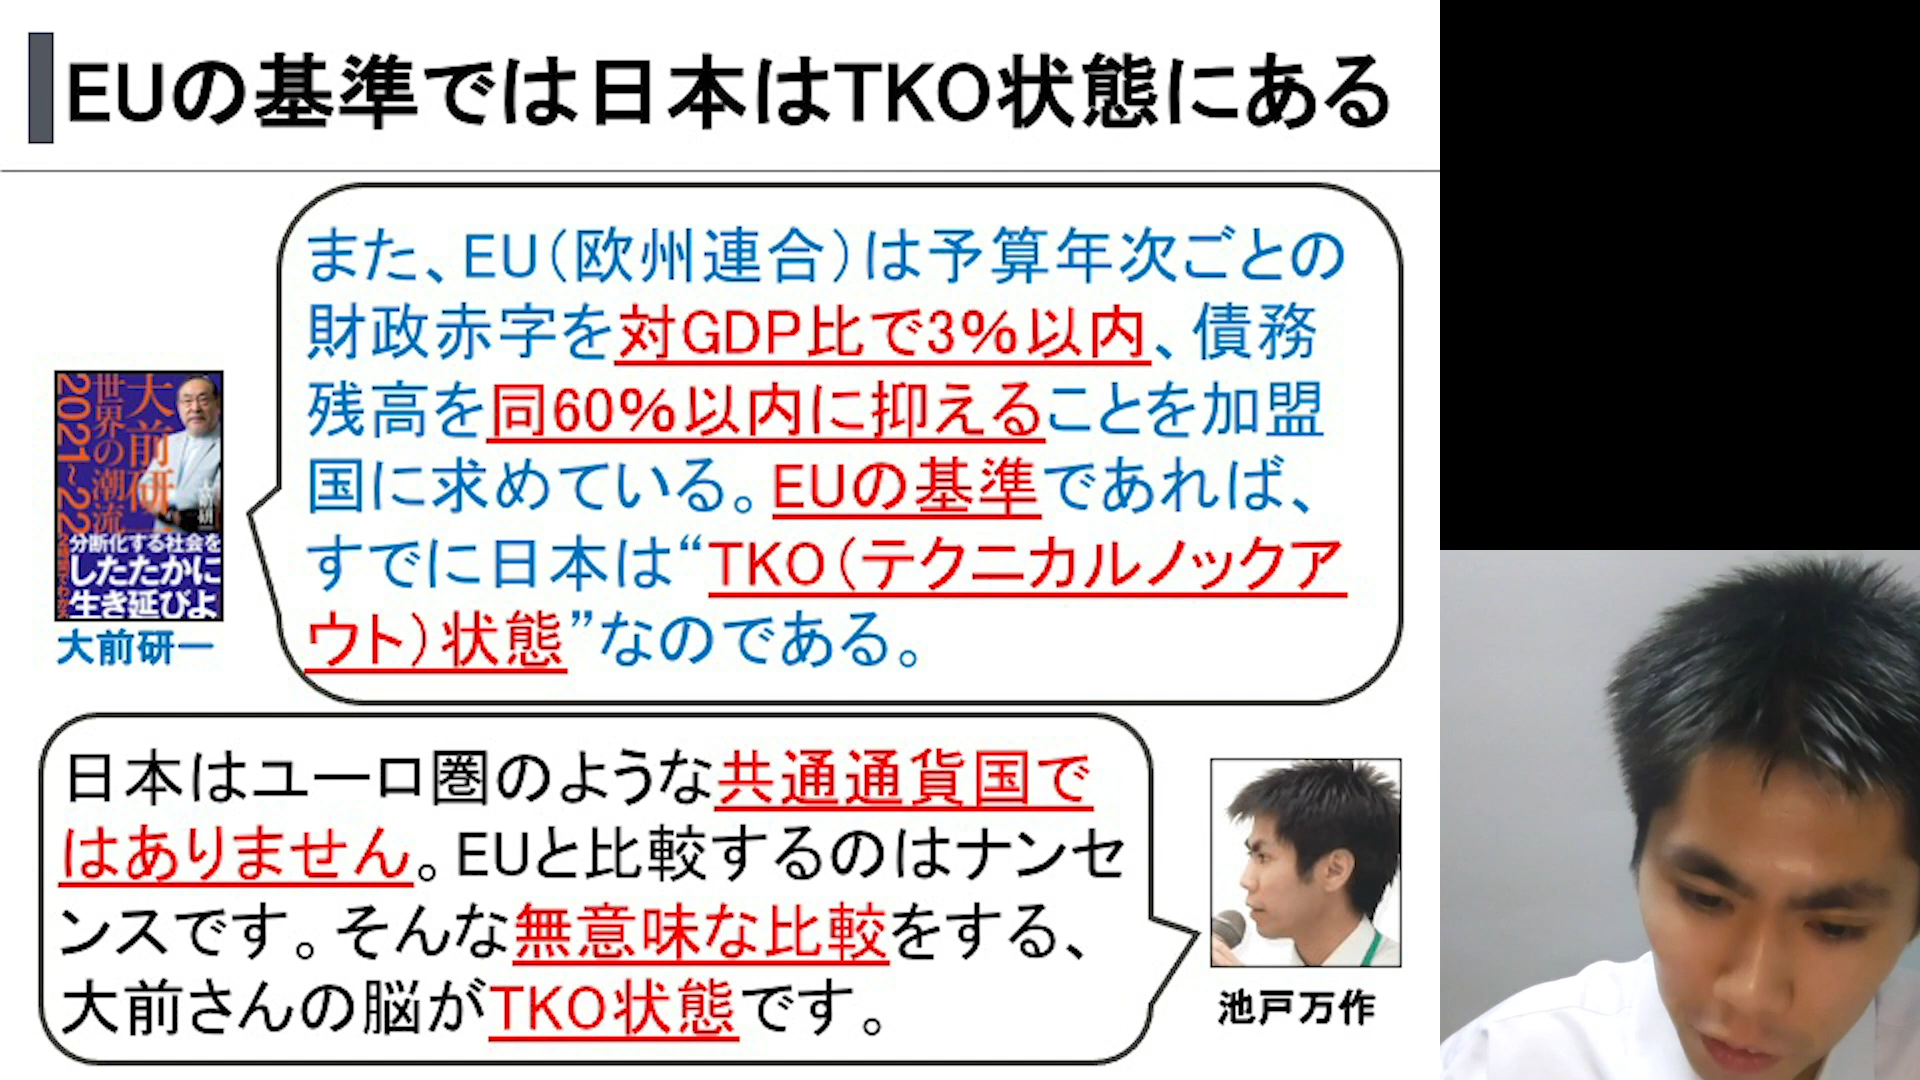 EUの基準では日本はTKO状態にある
また、EU(欧州連合)は予算年次ごとの
財政赤字を対GDP比で3%以内、債務
残高を同60%以内に抑えることを加盟
国に求めている。EUの基準であれば、
すでに日本は“TKO(テクニカルノックア
ウト)状態”なのである。
大前研一
世界の潮流
2021~22
分断化する社会を
したたかに
生き延びよ
大前研一
日本はユーロ圏のような共通通貨国で
はありません。EUと比較するのはナンセ
ンスです。そんな無意味な比較をする、
大前さんの脳がTKO状態です。
池戸万作